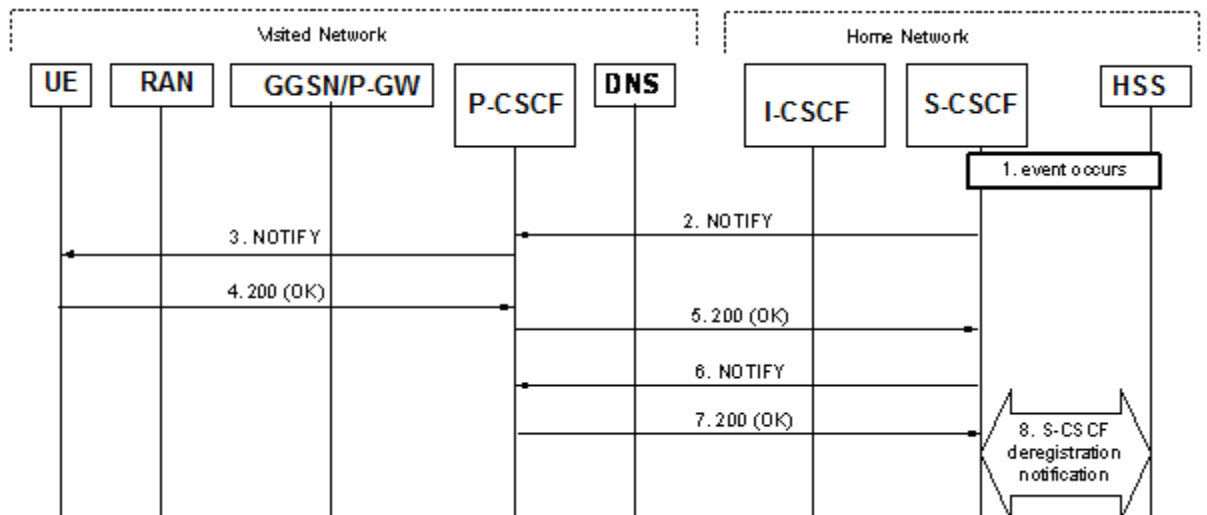 Visited Network
Home Network
UE
RAN
GGSN/P-GW
P-CSCF
DNS
I-CSCF
S-CSCF
HSS
1. event occurs
2. NOTIFY
3. NOTIFY
4. 200 (OK)
5. 200 (OK)
6. NOTIFY
7. 200 (OK)
8. S-CSCF
deregistration
notification